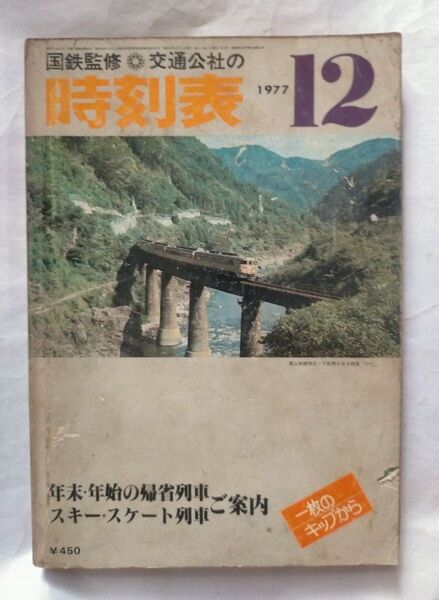 国鉄監修 交通公社の
時刻表 1977 12
年末・年始の帰省列車
スキー・スケート列車 ご案内
一枚の
キップから
¥450